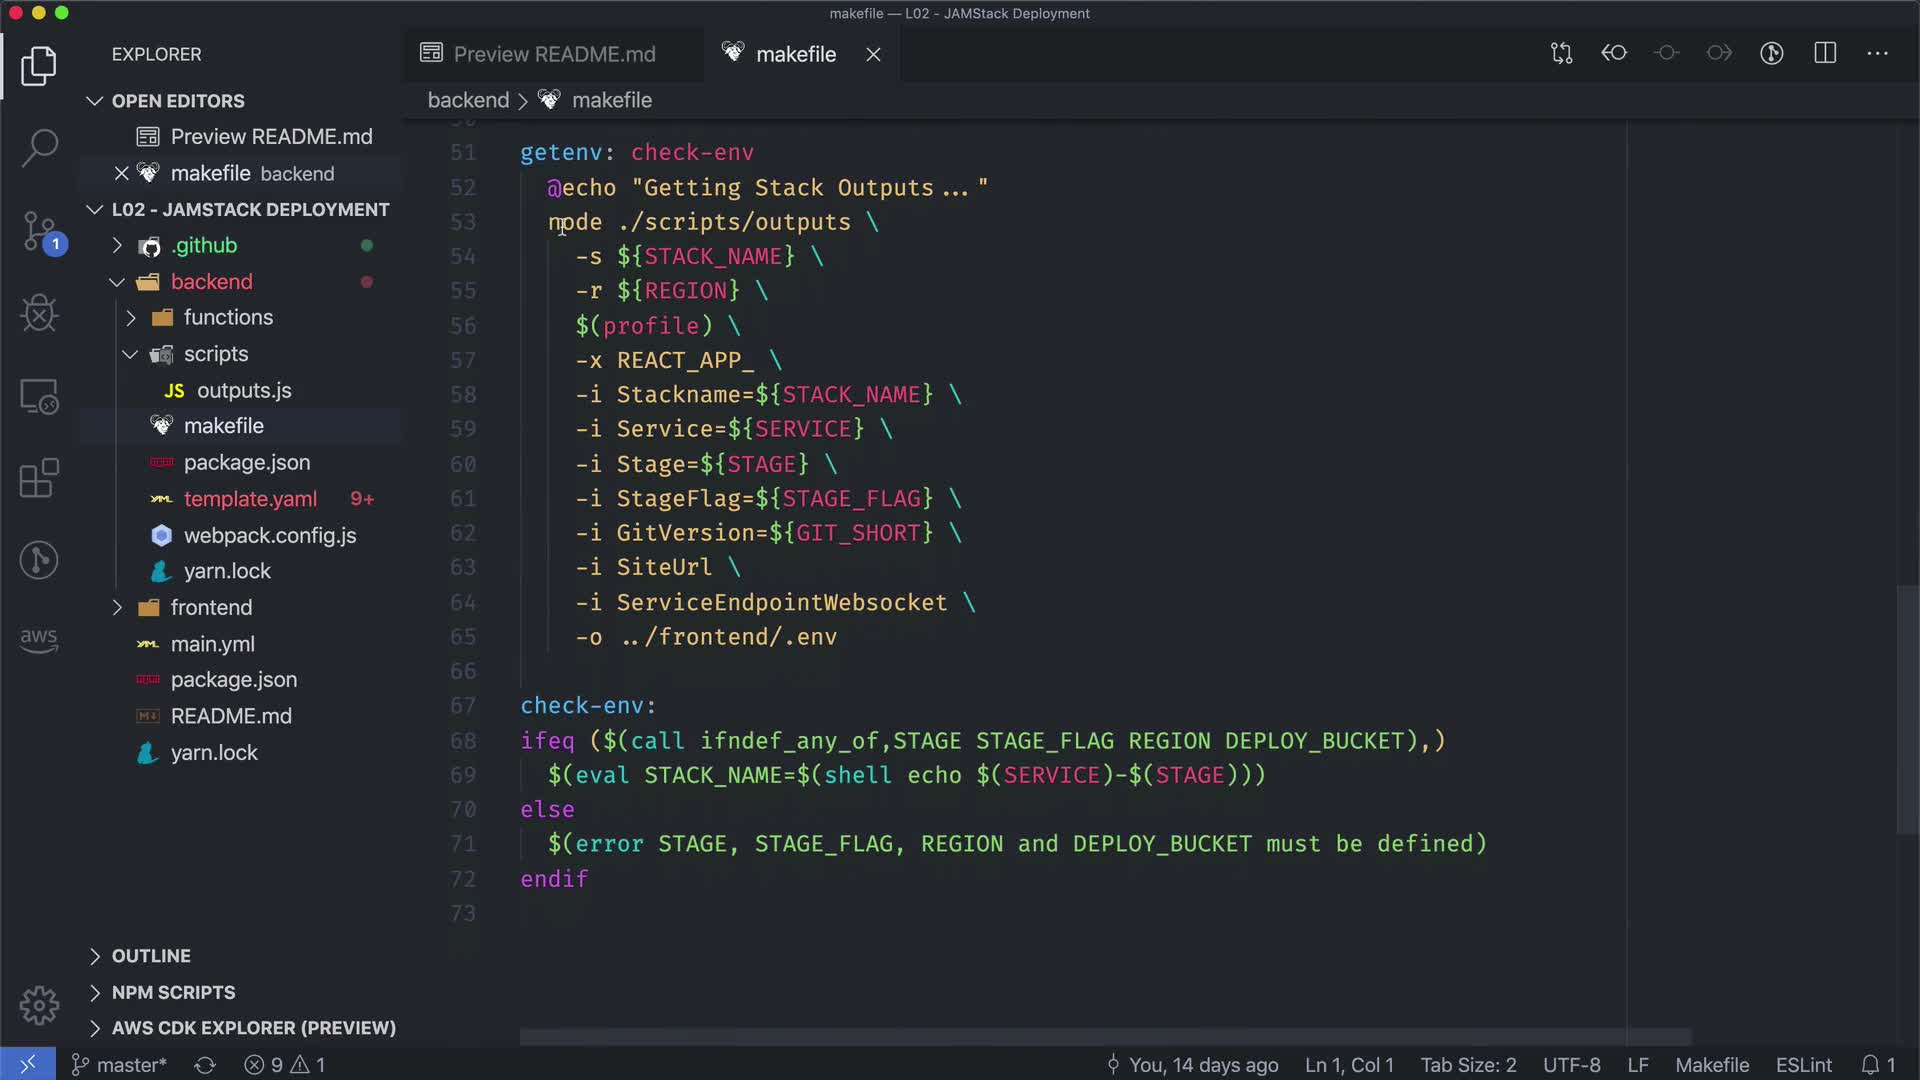 makefile — L02 - JAMStack Deployment
EXPLORER
OPEN EDITORS
Preview README.md
makefile backend
L02 - JAMSTACK DEPLOYMENT
.github
backend
functions
scripts
JS outputs.js
makefile
package.json
template.yaml 9+
webpack.config.js
yarn.lock
frontend
main.yml
package.json
README.md
yarn.lock
OUTLINE
NPM SCRIPTS
AWS CDK EXPLORER (PREVIEW)
1
aws
Preview README.md
makefile
backend > makefile
51 getenv: check-env
52 @echo "Getting Stack Outputs..."
53 node ./scripts/outputs \
54 -s ${STACK_NAME} \
55 -r ${REGION} \
56 $(profile) \
57 -x REACT_APP_ \
58 -i Stackname=${STACK_NAME} \
59 -i Service=${SERVICE} \
60 -i Stage=${STAGE} \
61 -i StageFlag=${STAGE_FLAG} \
62 -i GitVersion=${GIT_SHORT} \
63 -i SiteUrl \
64 -i ServiceEndpointWebsocket \
65 -o ../frontend/.env
66
67 check-env:
68 ifeq ($(call ifndef_any_of,STAGE STAGE_FLAG REGION DEPLOY_BUCKET),)
69 $(eval STACK_NAME=$(shell echo $(SERVICE)-$(STAGE)))
70 else
71 $(error STAGE, STAGE_FLAG, REGION and DEPLOY_BUCKET must be defined)
72 endif
73
master* 9 1 You, 14 days ago Ln 1, Col 1 Tab Size: 2 UTF-8 LF Makefile ESLint 1